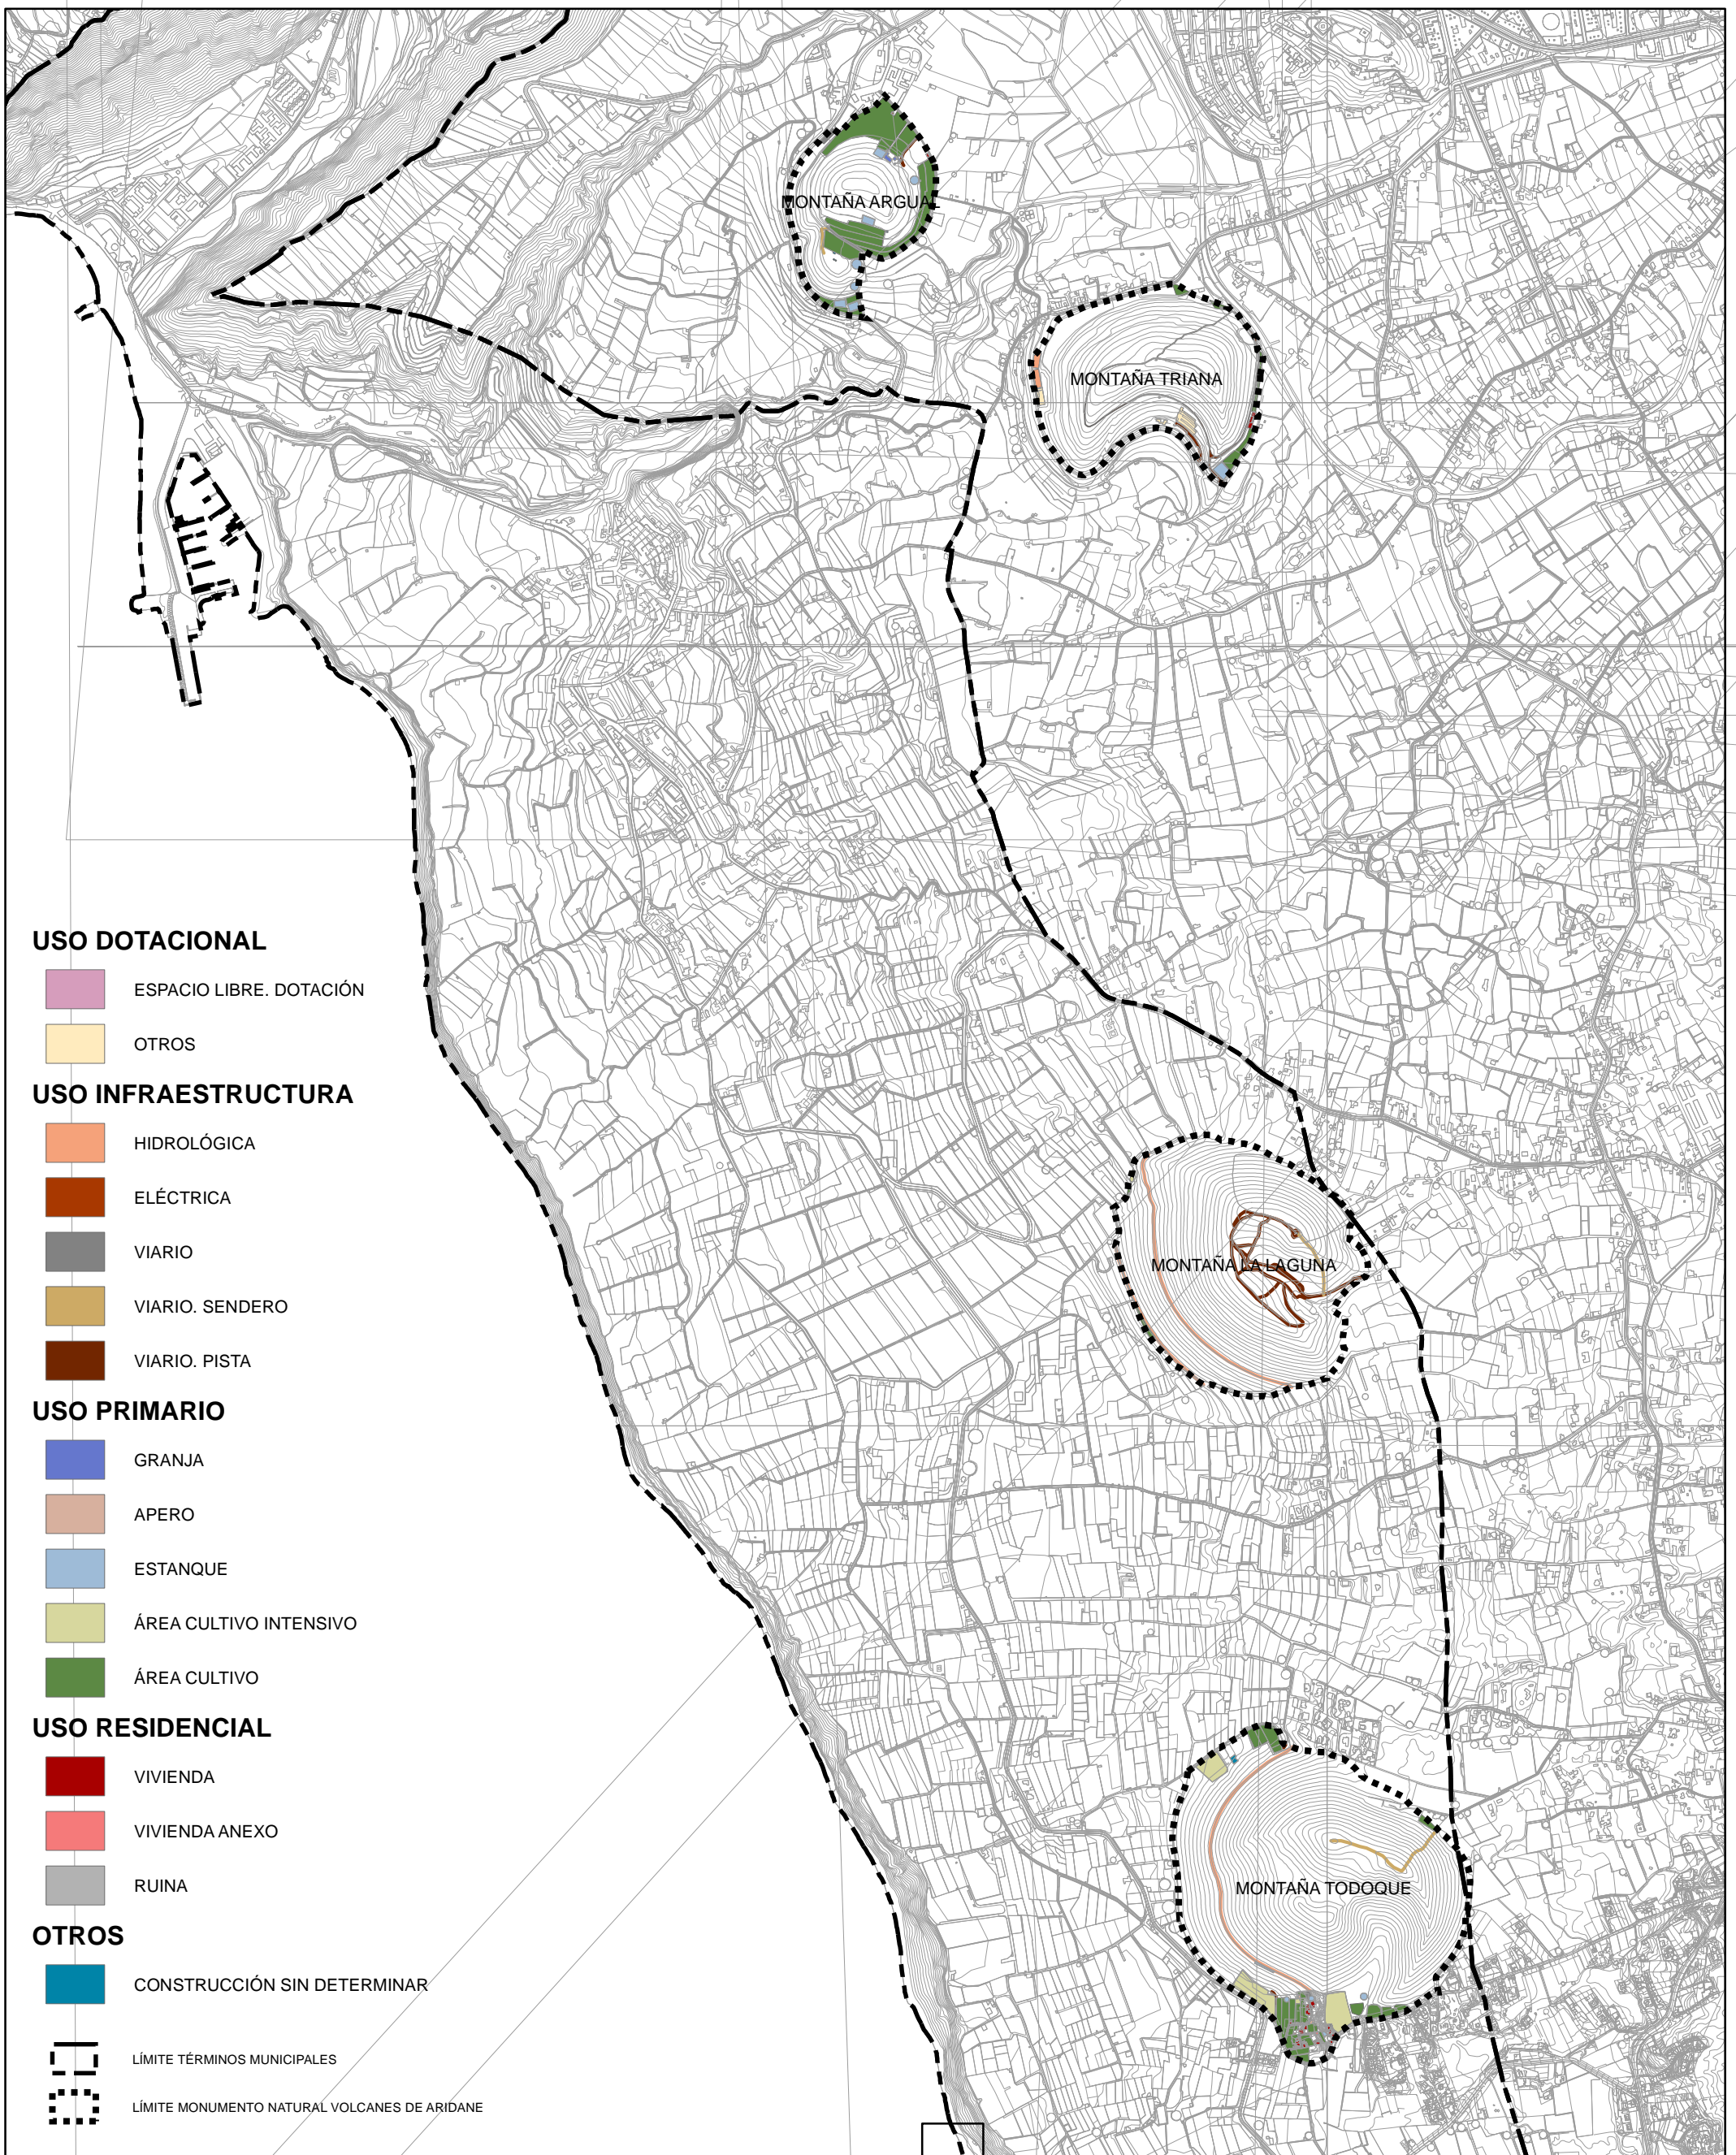 MONTAÑA ARGUAL
MONTAÑA TRIANA
MONTAÑA LA LAGUNA
MONTAÑA TODOQUE
USO DOTACIONAL
ESPACIO LIBRE. DOTACIÓN
OTROS
USO INFRAESTRUCTURA
HIDROLÓGICA
ELÉCTRICA
VIARIO
VIARIO. SENDERO
VIARIO. PISTA
USO PRIMARIO
GRANJA
APERO
ESTANQUE
ÁREA CULTIVO INTENSIVO
ÁREA CULTIVO
USO RESIDENCIAL
VIVIENDA
VIVIENDA ANEXO
RUINA
OTROS
CONSTRUCCIÓN SIN DETERMINAR
LÍMITE TÉRMINOS MUNICIPALES
LÍMITE MONUMENTO NATURAL VOLCANES DE ARIDANE